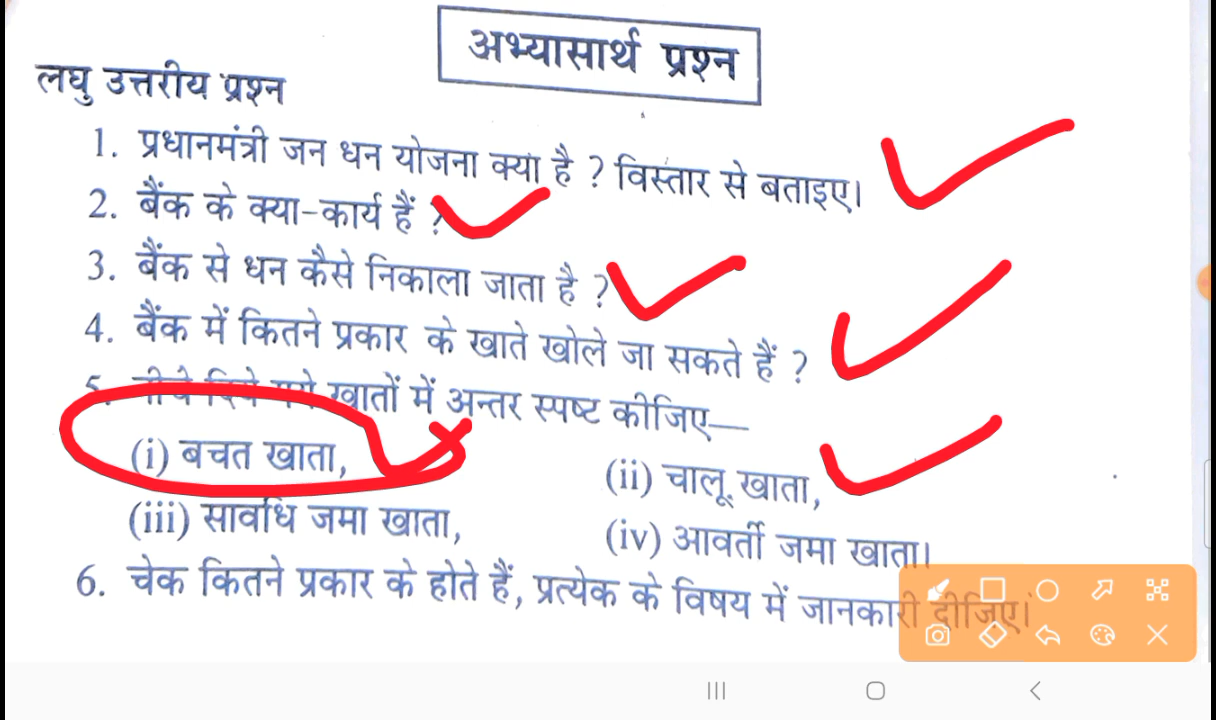 अभ्यासार्थ प्रश्न
लघु उत्तरीय प्रश्न
1. प्रधानमंत्री जन धन योजना क्या है ? विस्तार से बताइए।
2. बैंक के क्या-कार्य हैं ?
3. बैंक से धन कैसे निकाला जाता है ?
4. बैंक में कितने प्रकार के खाते खोले जा सकते हैं ?
5. नीचे दिये गये खातों में अन्तर स्पष्ट कीजिए—
(i) बचत खाता, (ii) चालू खाता,
(iii) सावधि जमा खाता, (iv) आवर्ती जमा खाता।
6. चेक कितने प्रकार के होते हैं, प्रत्येक के विषय में जानकारी दीजिए।